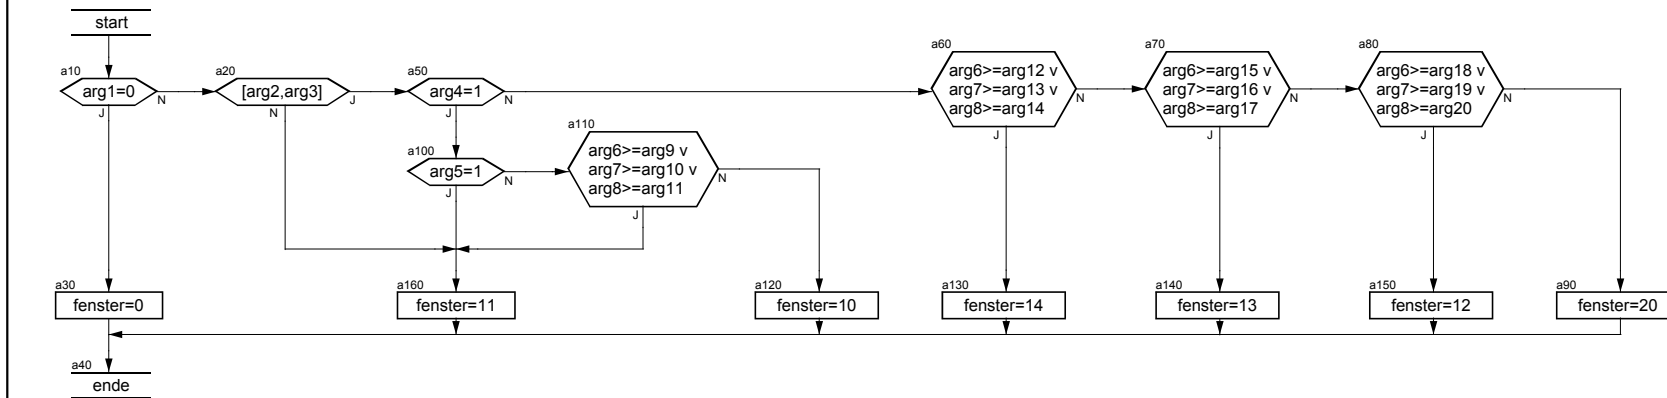 start
a10
arg1=0
N
J
a20
[arg2,arg3]
J
N
a50
arg4=1
N
J
a60
arg6>=arg12 v
arg7>=arg13 v
arg8>=arg14
N
J
a70
arg6>=arg15 v
arg7>=arg16 v
arg8>=arg17
N
J
a80
arg6>=arg18 v
arg7>=arg19 v
arg8>=arg20
N
J
a100
arg5=1
N
J
a110
arg6>=arg9 v
arg7>=arg10 v
arg8>=arg11
N
J
a30
fenster=0
a160
fenster=11
a120
fenster=10
a130
fenster=14
a140
fenster=13
a150
fenster=12
a90
fenster=20
a40
ende